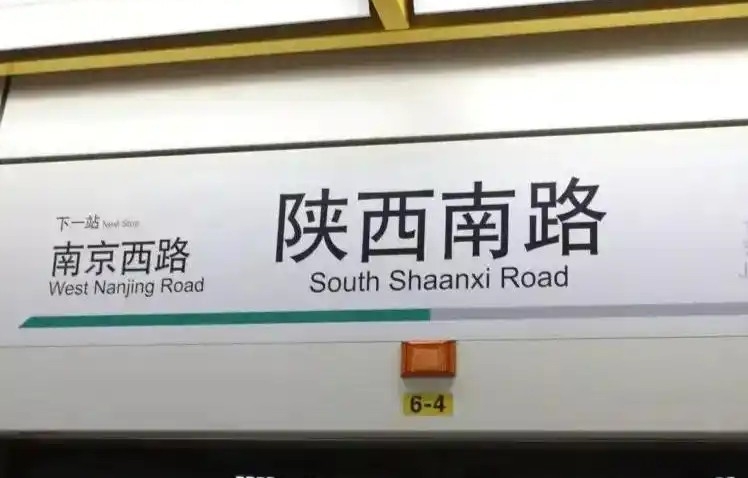 下一站 Next Stop
南京西路
West Nanjing Road
陕西南路
South Shaanxi Road
6-4